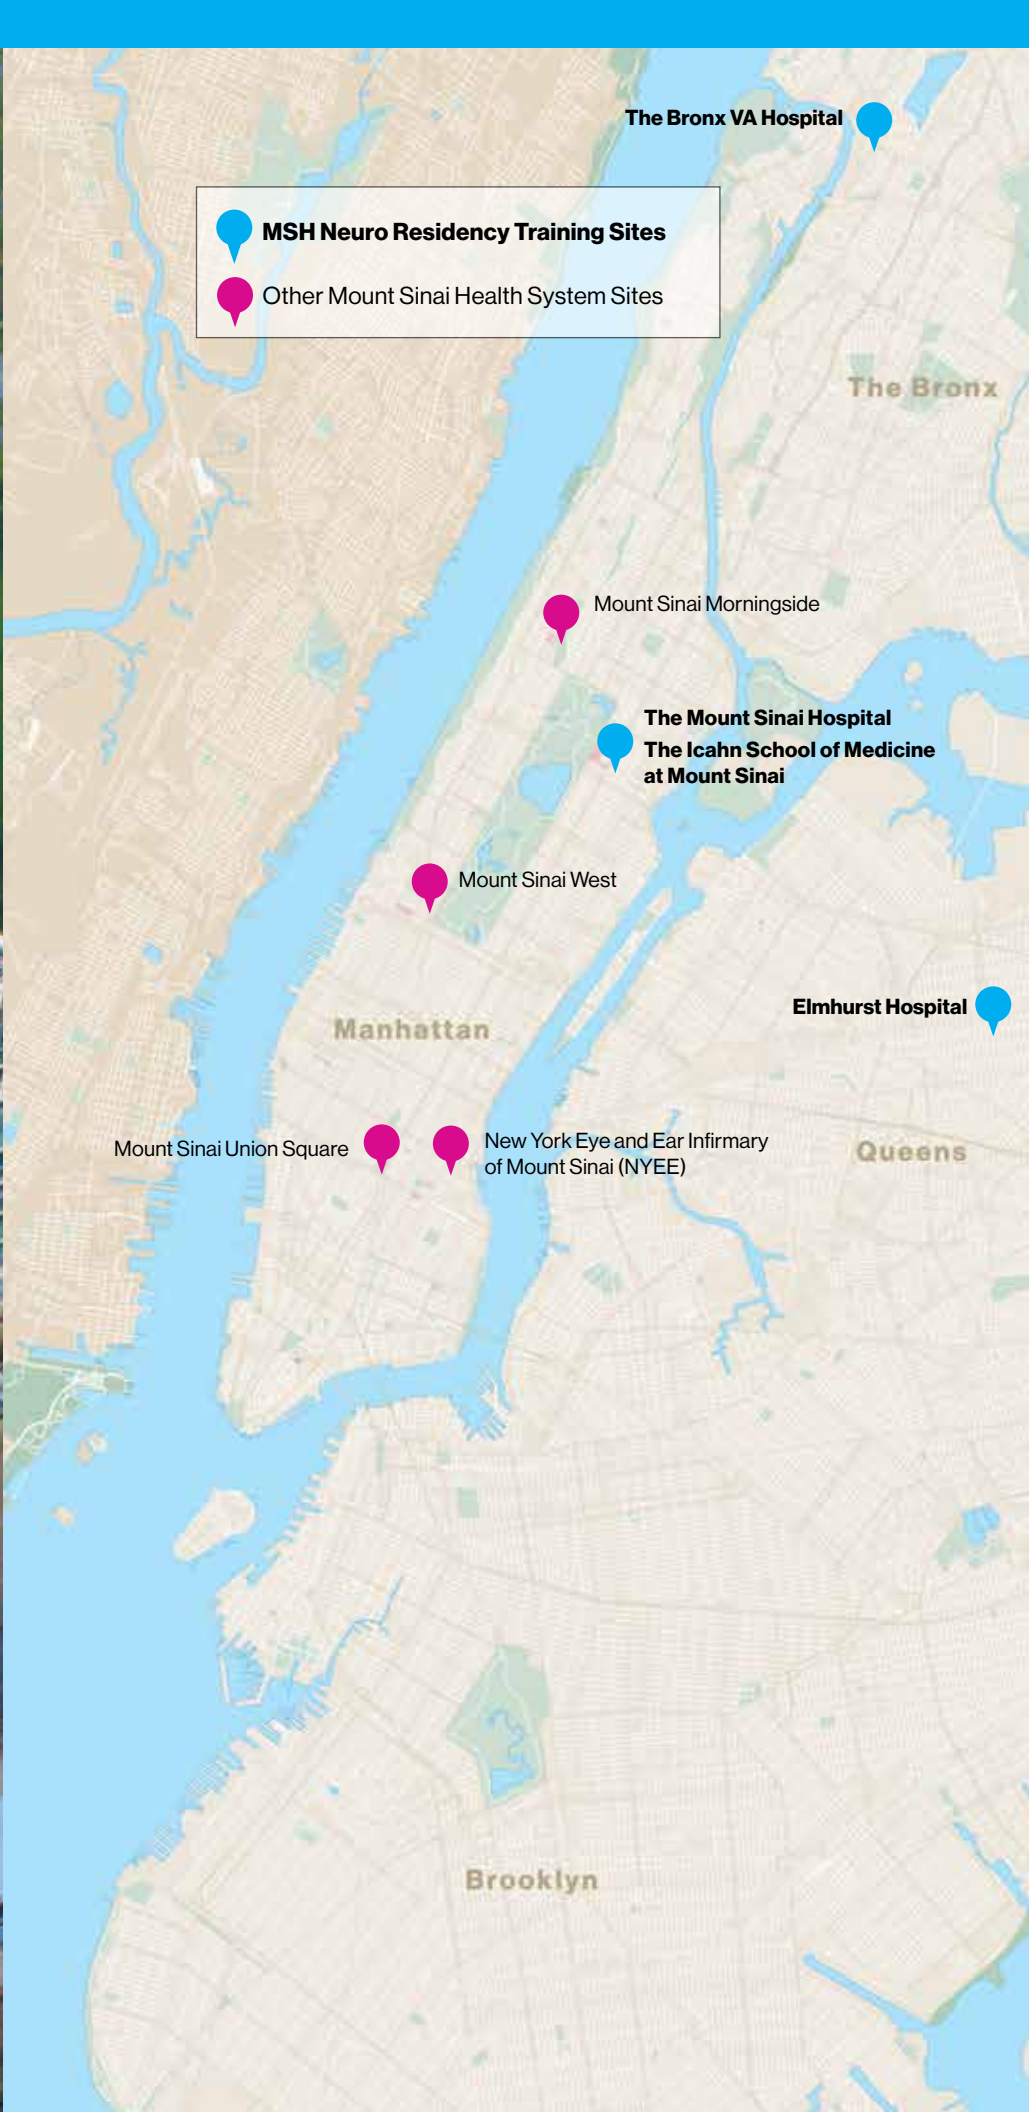 The Bronx VA Hospital
MSH Neuro Residency Training Sites
Other Mount Sinai Health System Sites
The Bronx
Mount Sinai Morningside
The Mount Sinai Hospital
The Icahn School of Medicine
at Mount Sinai
Mount Sinai West
Elmhurst Hospital
Manhattan
Mount Sinai Union Square
New York Eye and Ear Infirmary
of Mount Sinai (NYEE)
Queens
Brooklyn